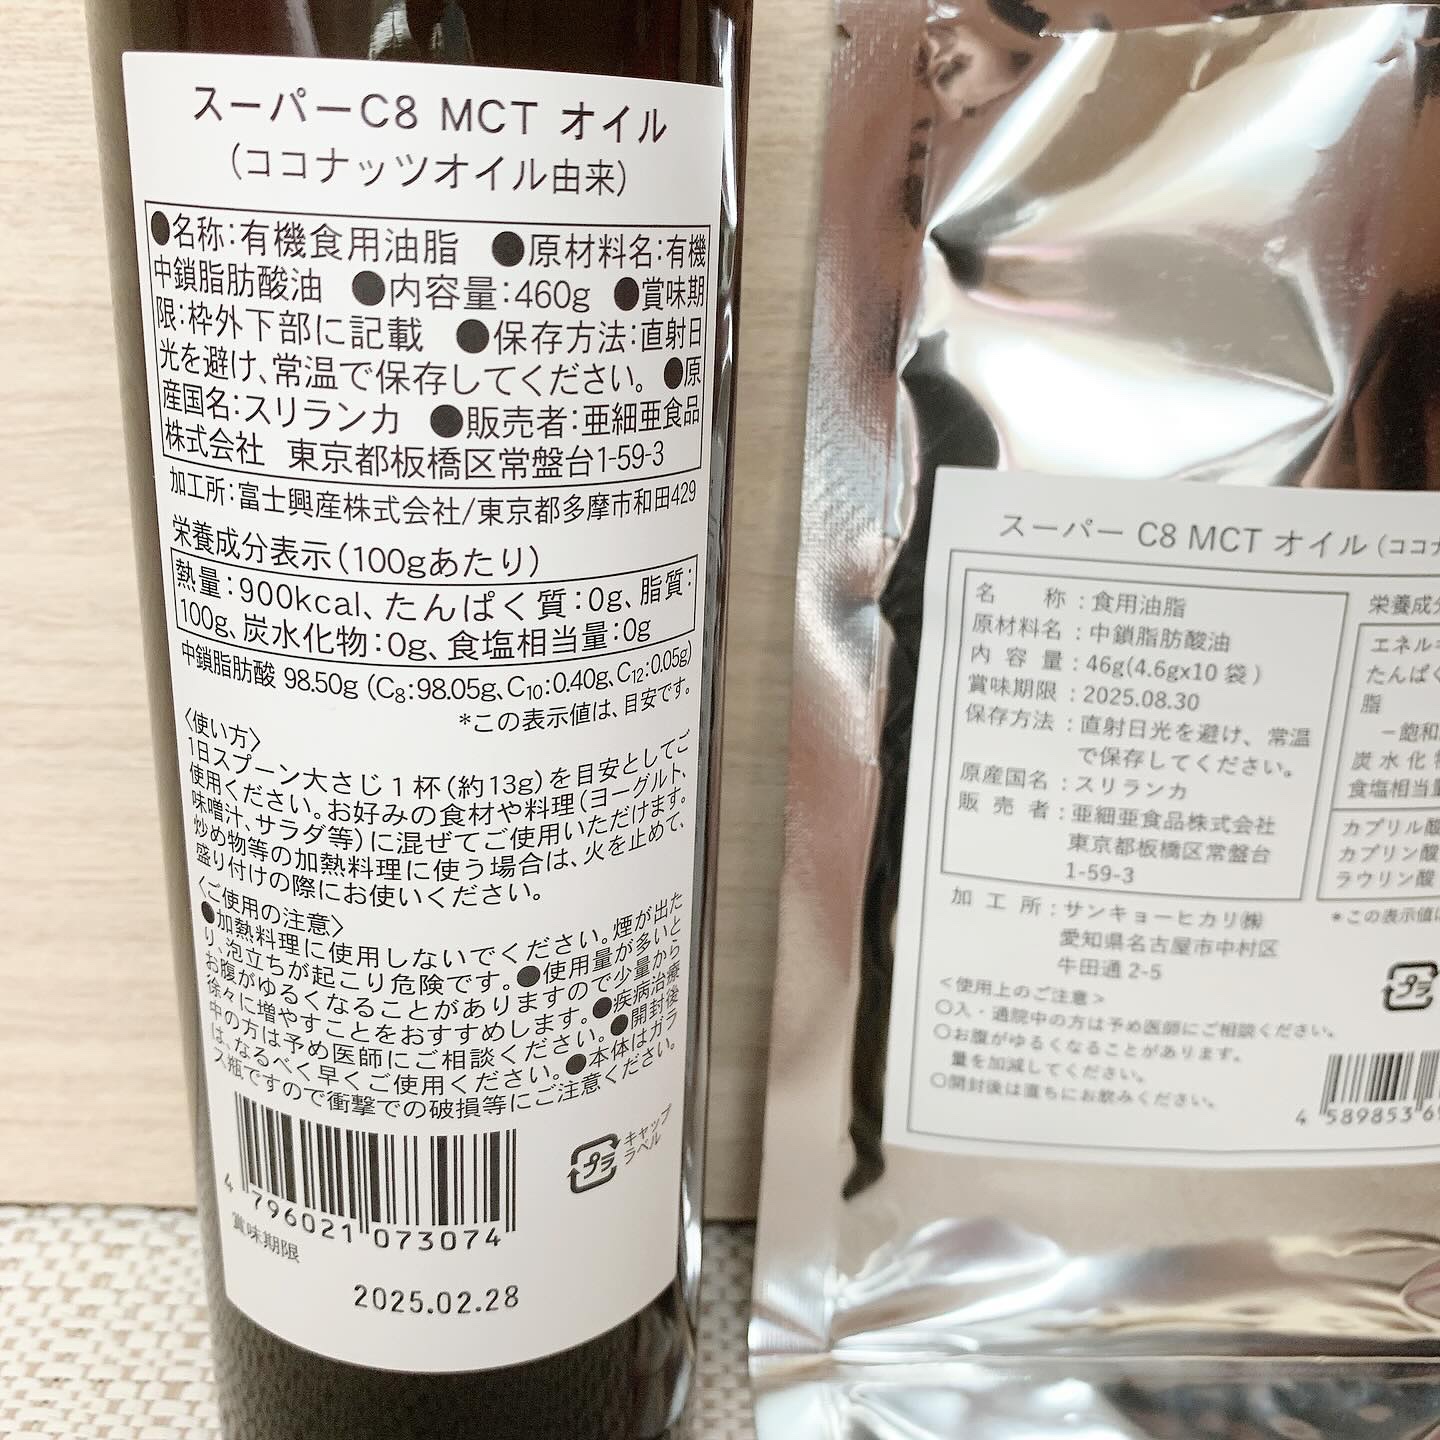 スーパーC8 MCT オイル
(ココナッツオイル由来)
●名称:有機食用油脂 ●原材料名:有機
中鎖脂肪酸油 ●内容量:460g ●賞味期
限:枠外下部に記載 ●保存方法:直射日
光を避け、常温で保存してください。●原
産国名:スリランカ ●販売者:亜細亜食品
株式会社 東京都板橋区常盤台1-59-3
加工所:富士興産株式会社/東京都多摩市和田429
栄養成分表示(100gあたり)
熱量:900kcal、たんぱく質:0g、脂質:
100g、炭水化物:0g、食塩相当量:0g
中鎖脂肪酸 98.50g (C8:98.05g、C10:0.40g、C12:0.05g)
*この表示値は、目安です。
〈使い方〉
1日スプーン大さじ1杯(約13g)を目安としてご
使用ください。お好みの食材や料理(ヨーグルト、
味噌汁、サラダ等)に混ぜてご使用いただけます。
炒め物等の加熱料理に使う場合は、火を止めて、
盛り付けの際にお使いください。
〈ご使用の注意〉
●加熱料理に使用しないでください。煙が出た
り、泡立ちが起こり危険です。●使用量が多いと
お腹がゆるくなることがありますので少量から
徐々に増やすことをおすすめします。●疾病治療
中の方は予め医師にご相談ください。●開封後
は、なるべく早くご使用ください。●本体はガラ
ス瓶ですので衝撃での破損等にご注意ください。
プラ
キャップ
ラベル
4 796021 073074
賞味期限
2025.02.28
スーパー C8 MCT オイル (ココナ
名 称 : 食用油脂
原材料名 : 中鎖脂肪酸油
内 容 量 : 46g(4.6gx10 袋 )
賞味期限 : 2025.08.30
保存方法 : 直射日光を避け、常温
で保存してください。
原産国名 : スリランカ
販 売 者 : 亜細亜食品株式会社
東京都板橋区常盤台
1-59-3
加 工 所 : サンキョーヒカリ㈱
愛知県名古屋市中村区
牛田通 2-5
<使用上のご注意>
○入・通院中の方は予め医師にご相談ください。
○お腹がゆるくなることがあります。
量を加減してください。
○開封後は直ちにお飲みください。
栄養成分
エネルギ
たんぱく
脂
-飽和
炭 水 化 物
食塩相当量
カプリル酸
カプリン酸
ラウリン酸
*この表示値は
プラ
4 589853 6